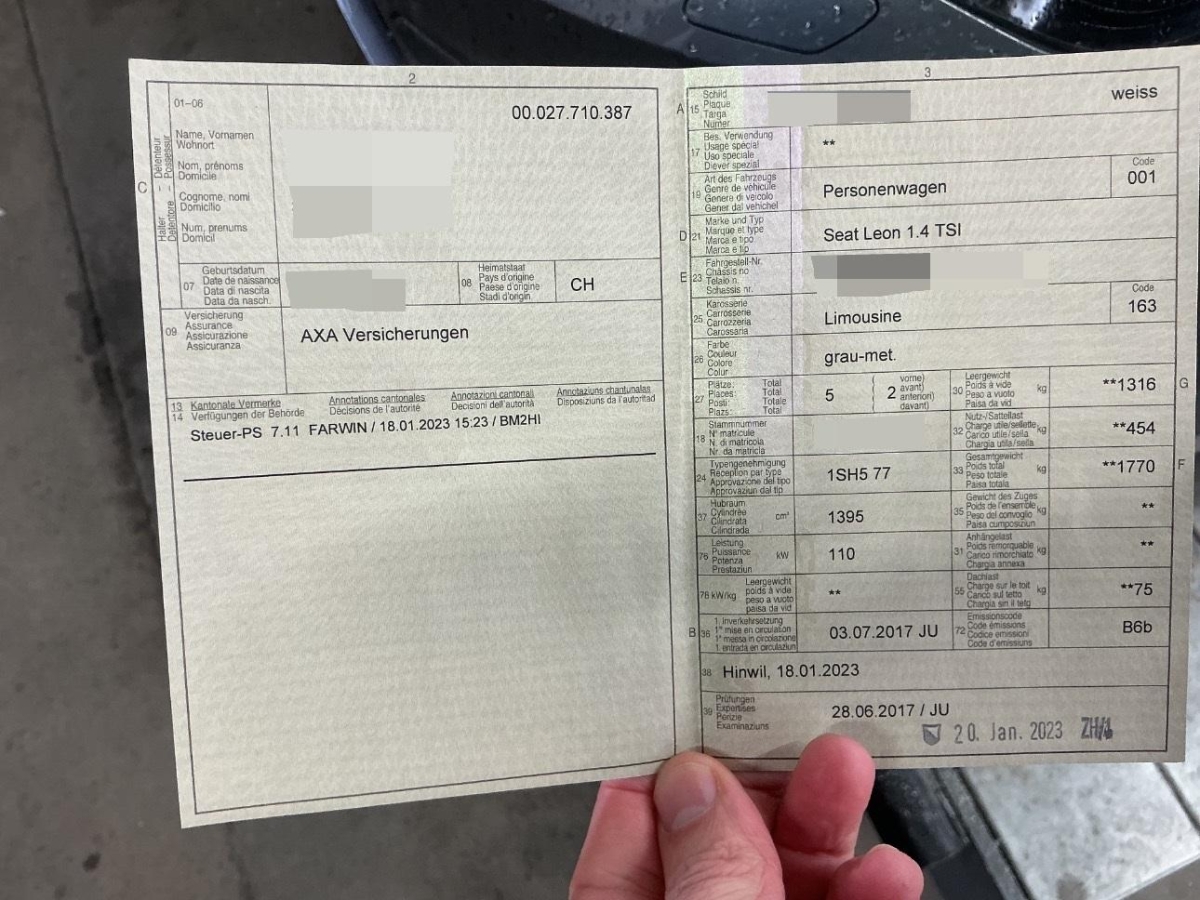 2
01-06
00.027.710.387
C
Halter - Détenteur
Detentore - Possessur
Name, Vornamen
Wohnort
Nom, prénoms
Domicile
Cognome, nomi
Domicilio
Num, prenums
Domicil
07
Geburtsdatum
Date de naissance
Data di nascita
Data da nasch.
08
Heimatstaat
Pays d'origine
Paese d'origine
Stadi d'origin
CH
09
Versicherung
Assurance
Assicurazione
Assicuranza
AXA Versicherungen
13 Kantonale Vermerke Annotations cantonales Annotazioni cantonali Annotaziuns chantunalas
14 Verfügungen der Behörde Décisions de l'autorité Decisioni dell'autorità Disposiziuns da l'autoritad
Steuer-PS 7.11 FARWIN / 18.01.2023 15:23 / BM2HI
3
A 15
Schild
Plaque
Targa
Numer
weiss
17
Bes. Verwendung
Usage spécial
Uso speciale
Diever spezial
**
19
Art des Fahrzeugs
Genre de véhicule
Genere di veicolo
Gener dal vehichel
Personenwagen
Code
001
D 21
Marke und Typ
Marque et type
Marca e tipo
Marca e tip
Seat Leon 1.4 TSI
E 23
Fahrgestell-Nr.
Châssis no
Telaio n.
Schassis nr.
25
Karosserie
Carrosserie
Carrozzeria
Carossaria
Limousine
Code
163
26
Farbe
Couleur
Colore
Colur
grau-met.
27
Plätze: Total
Places: Total
Posti: Totale
Plazs: Total
5
2
vorne)
avant)
anteriori)
davant)
30
Leergewicht
Poids à vide
Peso a vuoto
Paisa da vid
kg
**1316
G
18
Stammnummer
N° matricule
N. di matricola
Nr. da matricla
32
Nutz-/Sattellast
Charge utile/sellette
Carico utile/sella
Chargia utila/sella
kg
**454
24
Typengenehmigung
Réception par type
Approvazione del tipo
Approvaziun dal tip
1SH5 77
33
Gesamtgewicht
Poids total
Peso totale
Paisa totala
kg
**1770
F
37
Hubraum
Cylindrée
Cilindrata
Cilindrada
cm³
1395
35
Gewicht des Zuges
Poids de l'ensemble
Peso del convoglio
Paisa cumposiziun
kg
**
76
Leistung
Puissance
Potenza
Prestaziun
kW
110
31
Anhängelast
Poids remorquable
Carico rimorchiato
Chargia annexa
kg
**
78 kW/kg
Leergewicht
poids à vide
peso a vuoto
paisa da vid
**
55
Dachlast
Charge sur le toit
Carico sul tetto
Chargia sin il tetg
kg
**75
B 36
1. Inverkehrsetzung
1re mise en circulation
1a messa in circolazione
1. entrada en circulaziun
03.07.2017 JU
72
Emissionscode
Code émissions
Codice emissioni
Code d'emissiuns
B6b
38
Hinwil, 18.01.2023
39
Prüfungen
Expertises
Perizie
Examinaziuns
28.06.2017 / JU
20. Jan. 2023 ZH/1